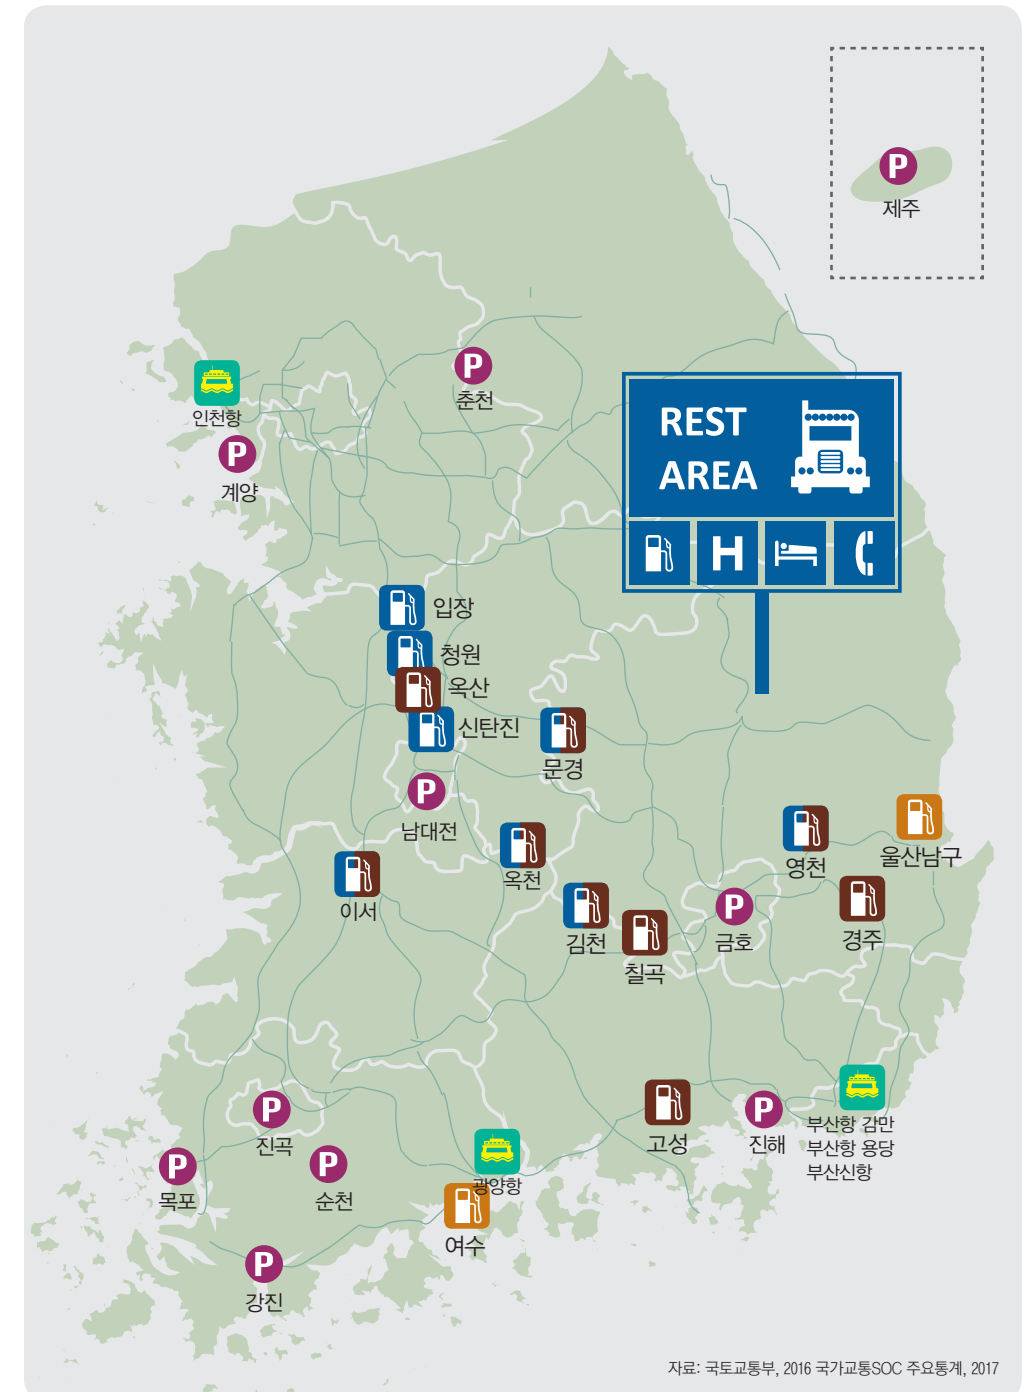 P
제주
P
춘천
인천항
P
계양
REST
AREA
H
입장
청원
옥산
신탄진
문경
P
남대전
옥천
이서
영천
울산남구
김천
칠곡
P
금호
경주
P
진곡
P
목포
P
순천
광양항
여수
P
강진
고성
P
진해
부산항 감만
부산항 용당
부산신항
자료: 국토교통부, 2016 국가교통SOC 주요통계, 2017